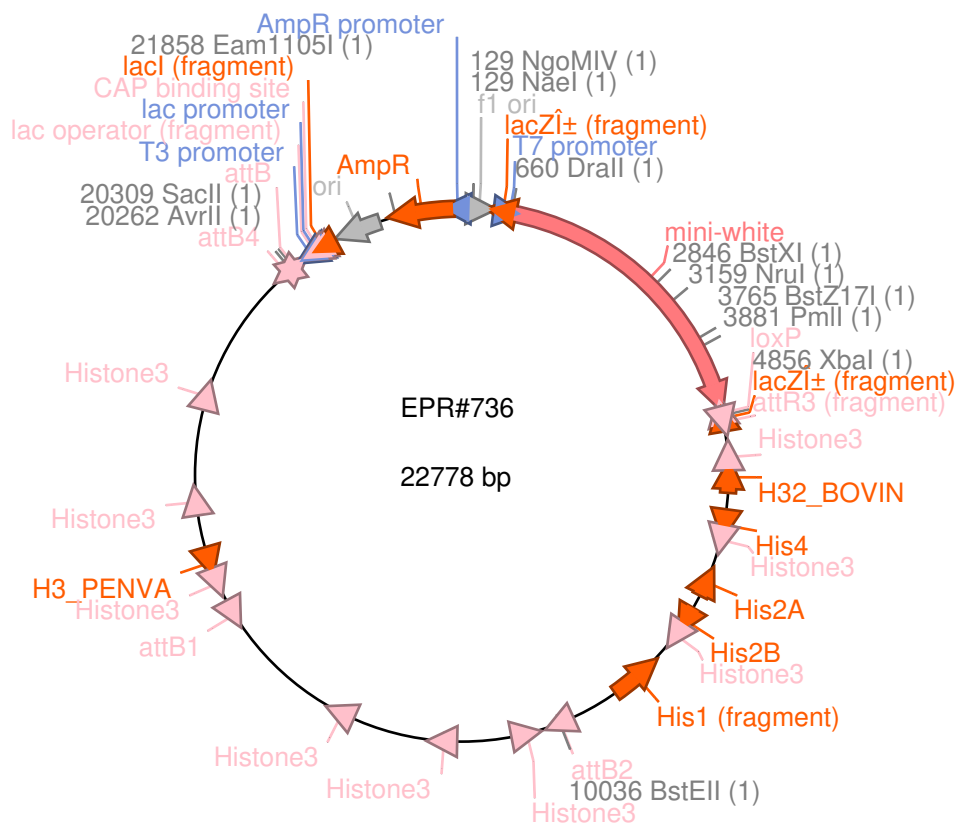 AmpR promoter
21858 Eam1105I (1)
lacI (fragment)
CAP binding site
lac promoter
lac operator (fragment)
T3 promoter
attB
20309 SacII (1)
20262 AvrII (1)
attB4
ori
AmpR
129 NgoMIV (1)
129 NaeI (1)
f1 ori
lacZÎ± (fragment)
T7 promoter
660 DraII (1)
mini-white
2846 BstXI (1)
3159 NruI (1)
3765 BstZ17I (1)
3881 PmlI (1)
loxP
4856 XbaI (1)
lacZÎ± (fragment)
attR3 (fragment)
Histone3
H32_BOVIN
His4
Histone3
His2A
His2B
Histone3
His1 (fragment)
attB2
10036 BstEII (1)
Histone3
Histone3
Histone3
attB1
Histone3
H3_PENVA
Histone3
Histone3
EPR#736
22778 bp